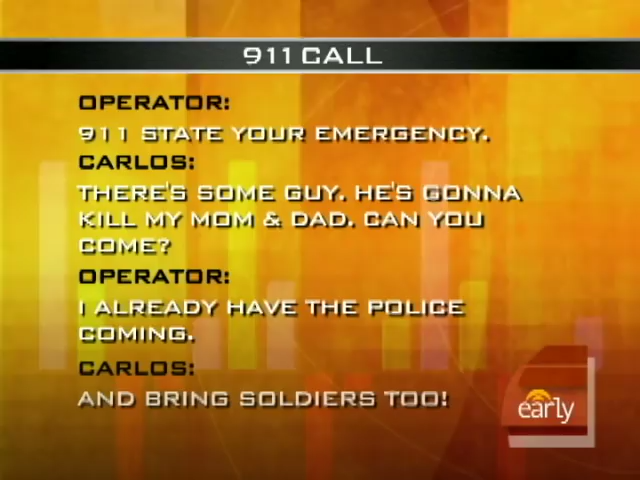 911 CALL
OPERATOR:
911 STATE YOUR EMERGENCY.
CARLOS:
THERE'S SOME GUY. HE'S GONNA
KILL MY MOM & DAD. CAN YOU
COME?
OPERATOR:
I ALREADY HAVE THE POLICE
COMING.
CARLOS:
AND BRING SOLDIERS TOO!
early